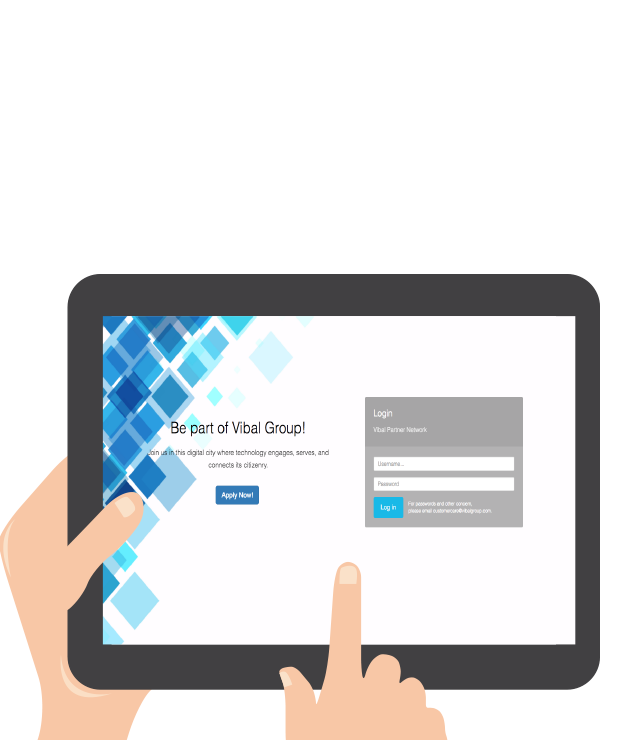 Be part of Vibal Group!
Join us in this digital city where technology engages, serves, and
connects its citizenry.
Apply Now!
Login
Vibal Partner Network
Username...
Password
Log in
For passwords and other concern,
please email customercare@vibalgroup.com